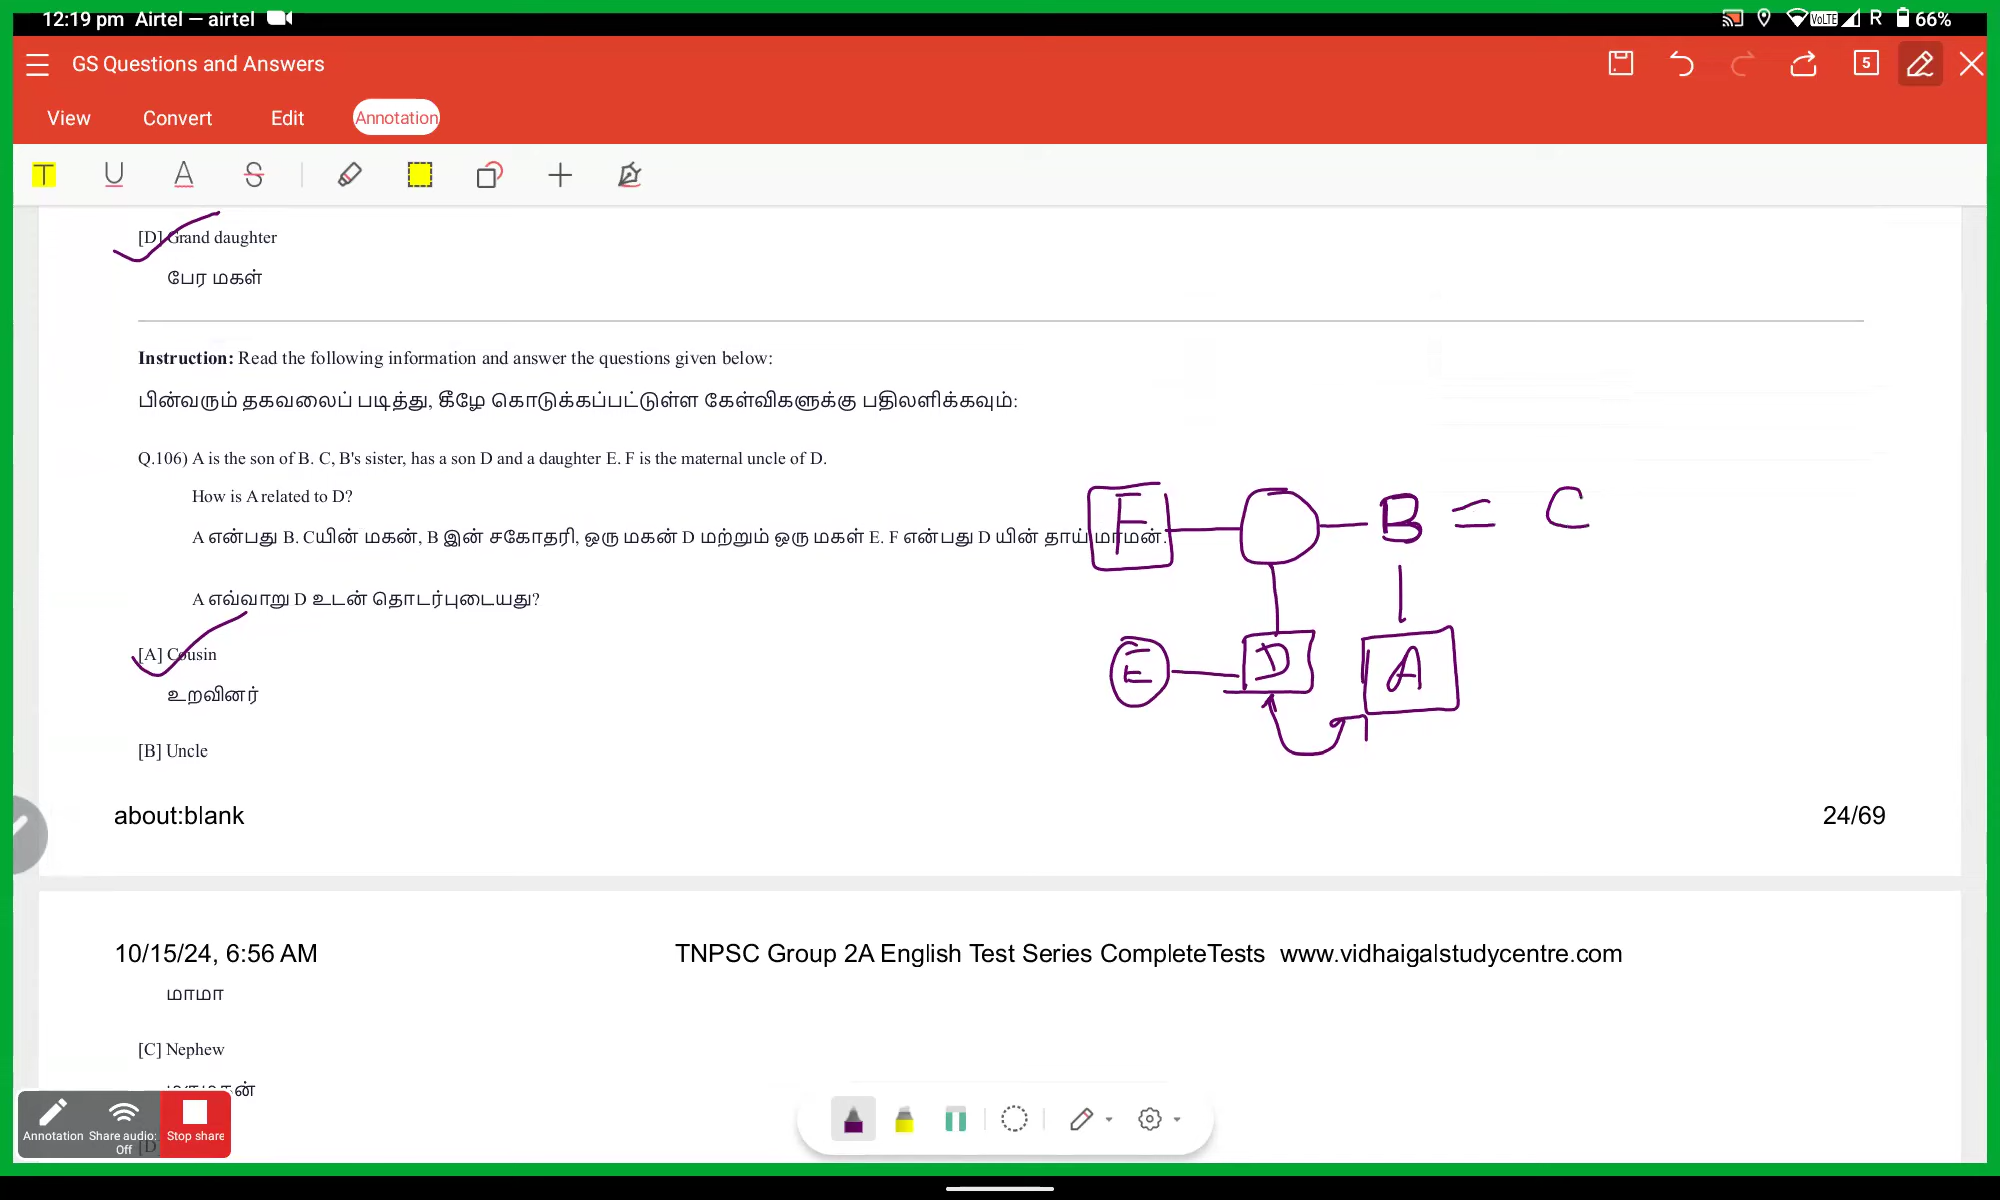 12:19 pm Airtel — airtel VoLTE R 66%
GS Questions and Answers 5
View Convert Edit Annotation
T U A S
[D] Grand daughter
பேர மகள்
Instruction: Read the following information and answer the questions given below:
பின்வரும் தகவலைப் படித்து, கீழே கொடுக்கப்பட்டுள்ள கேள்விகளுக்கு பதிலளிக்கவும்:
Q.106) A is the son of B. C, B's sister, has a son D and a daughter E. F is the maternal uncle of D.
How is A related to D?
F B = C
A என்பது B. Cயின் மகன், B இன் சகோதரி, ஒரு மகன் D மற்றும் ஒரு மகள் E. F என்பது D யின் தாய் மாமன்.
A எவ்வாறு D உடன் தொடர்புடையது?
[A] Cousin
E D A
உறவினர்
[B] Uncle
about:blank 24/69
10/15/24, 6:56 AM TNPSC Group 2A English Test Series CompleteTests www.vidhaigalstudycentre.com
மாமா
[C] Nephew
Annotation Share audio: Off Stop share